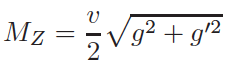 M_Z = \frac{v}{2} \sqrt{g^2 + g'^2}